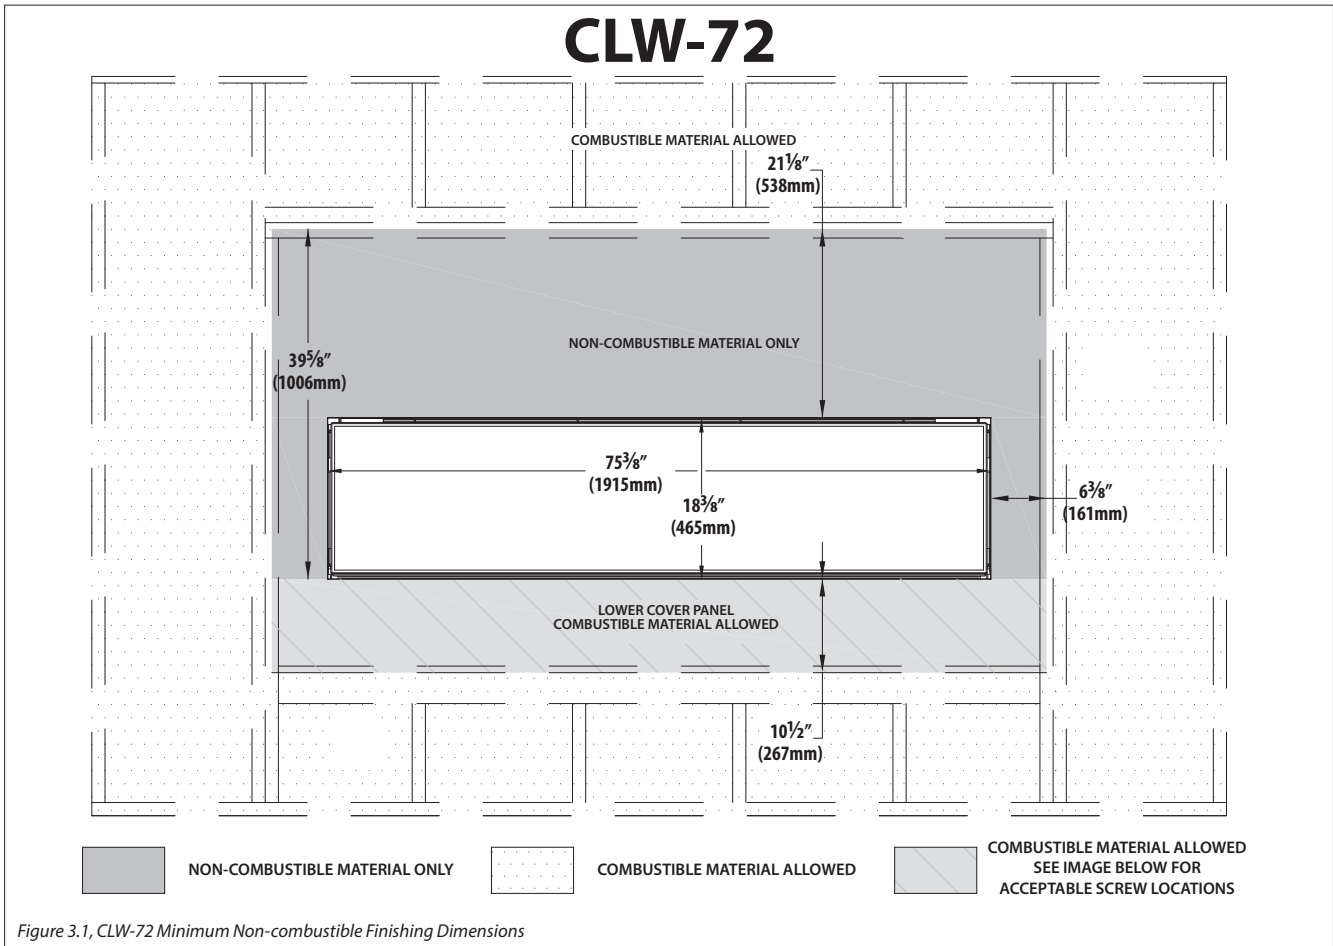 CLW-72
COMBUSTIBLE MATERIAL ALLOWED
21⅛″
(538mm)
NON-COMBUSTIBLE MATERIAL ONLY
39⅝″
(1006mm)
75⅜″
(1915mm)
18⅜″
(465mm)
6⅜″
(161mm)
LOWER COVER PANEL
COMBUSTIBLE MATERIAL ALLOWED
10½″
(267mm)
NON-COMBUSTIBLE MATERIAL ONLY
COMBUSTIBLE MATERIAL ALLOWED
COMBUSTIBLE MATERIAL ALLOWED
SEE IMAGE BELOW FOR
ACCEPTABLE SCREW LOCATIONS
Figure 3.1, CLW-72 Minimum Non-combustible Finishing Dimensions